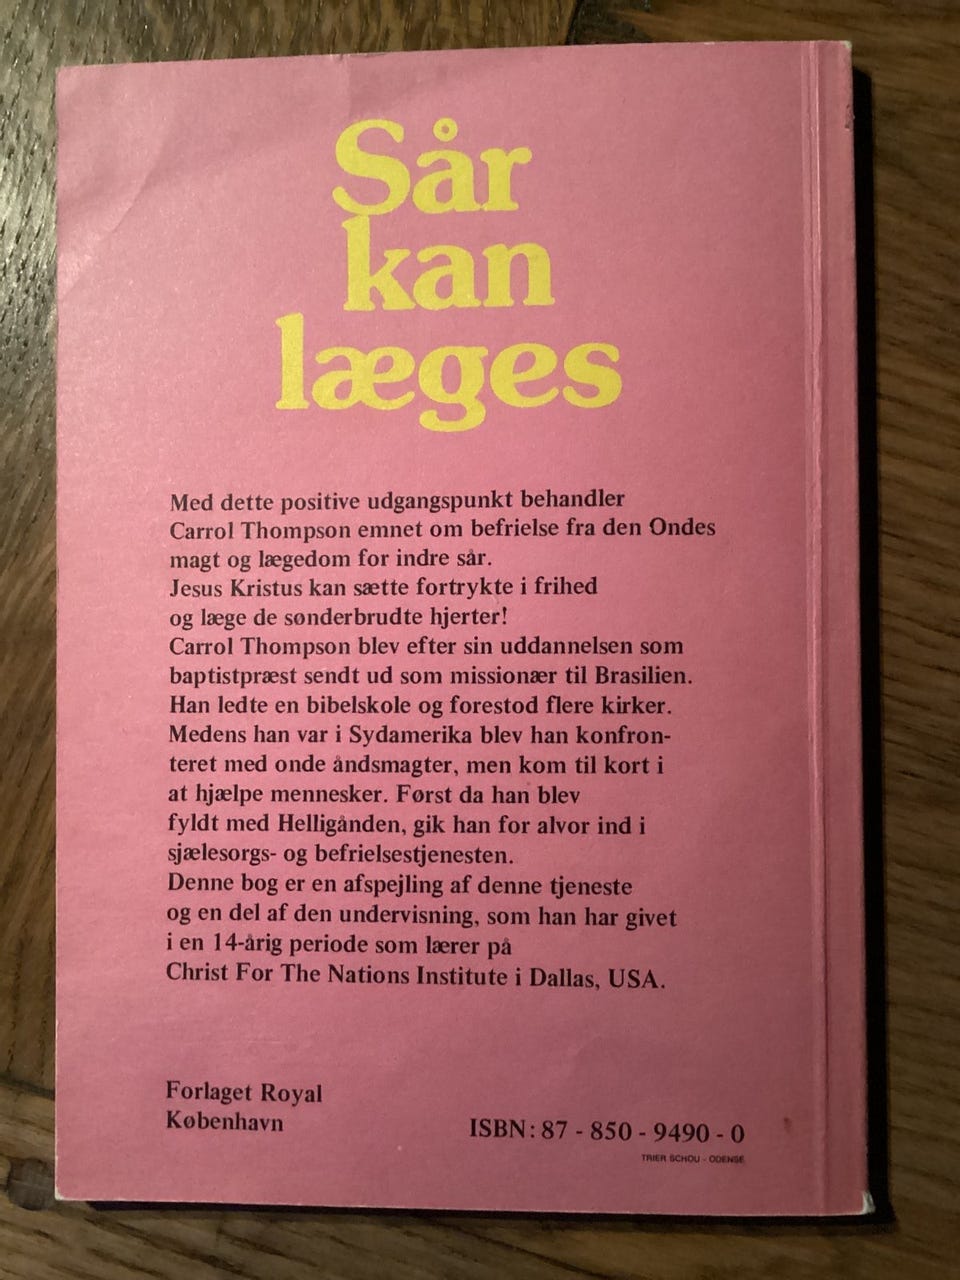 Sår
kan
læges
Med dette positive udgangspunkt behandler
Carrol Thompson emnet om befrielse fra den Ondes
magt og lægedom for indre sår.
Jesus Kristus kan sætte fortrykte i frihed
og læge de sønderbrudte hjerter!
Carrol Thompson blev efter sin uddannelsen som
baptistpræst sendt ud som missionær til Brasilien.
Han ledte en bibelskole og forestod flere kirker.
Medens han var i Sydamerika blev han konfron-
teret med onde åndsmagter, men kom til kort i
at hjælpe mennesker. Først da han blev
fyldt med Helligånden, gik han for alvor ind i
sjælesorgs- og befrielsestjenesten.
Denne bog er en afspejling af denne tjeneste
og en del af den undervisning, som han har givet
i en 14-årig periode som lærer på
Christ For The Nations Institute i Dallas, USA.
Forlaget Royal
København
ISBN: 87 - 850 - 9490 - 0
TRIER SCHOU - ODENSE